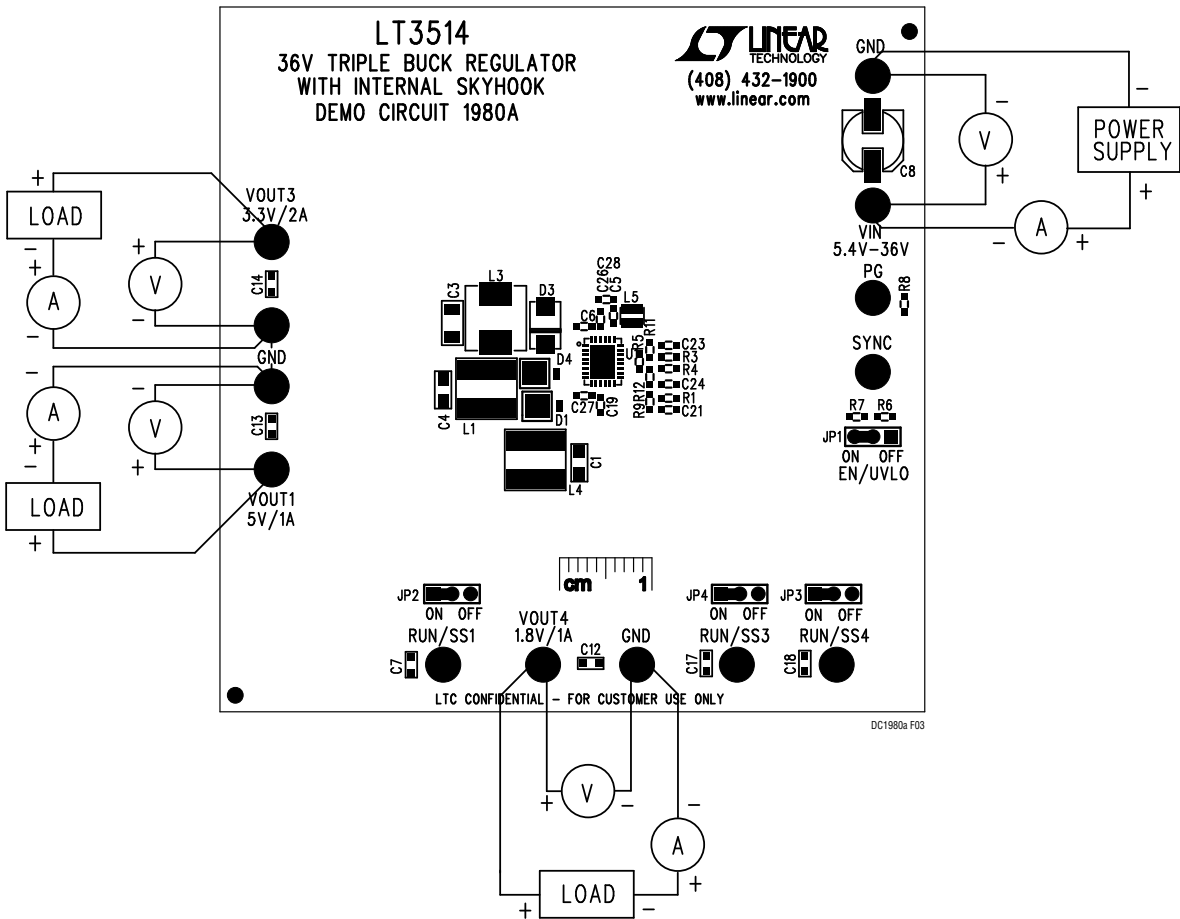 LT3514
36V TRIPLE BUCK REGULATOR
WITH INTERNAL SKYHOOK
DEMO CIRCUIT 1980A
LT LINEAR
TECHNOLOGY
(408) 432-1900
www.linear.com
GND
-
V
+
-
POWER
SUPPLY
+
C8
VIN
5.4V-36V
- A +
PG
R8
SYNC
R7 R6
JP1
ON OFF
EN/UVLO
+
LOAD
-
+
A
-
VOUT3
3.3V/2A
+
V
-
C14
GND
-
A
+
-
LOAD
+
-
V
+
C13
VOUT1
5V/1A
C3
L3
D3
C28
C26
C5
L5
C6
R11
R5
C23
R3
R4
C24
R1
C21
R12
R9
D4
C4
L1
D1
C27
C19
L4
C1
cm 1
JP2
ON OFF
RUN/SS1
C7
VOUT4
1.8V/1A
C12
GND
JP4
ON OFF
RUN/SS3
C17
JP3
ON OFF
RUN/SS4
C18
LTC CONFIDENTIAL - FOR CUSTOMER USE ONLY
DC1980a F03
+ V -
-
A
+
+ LOAD -